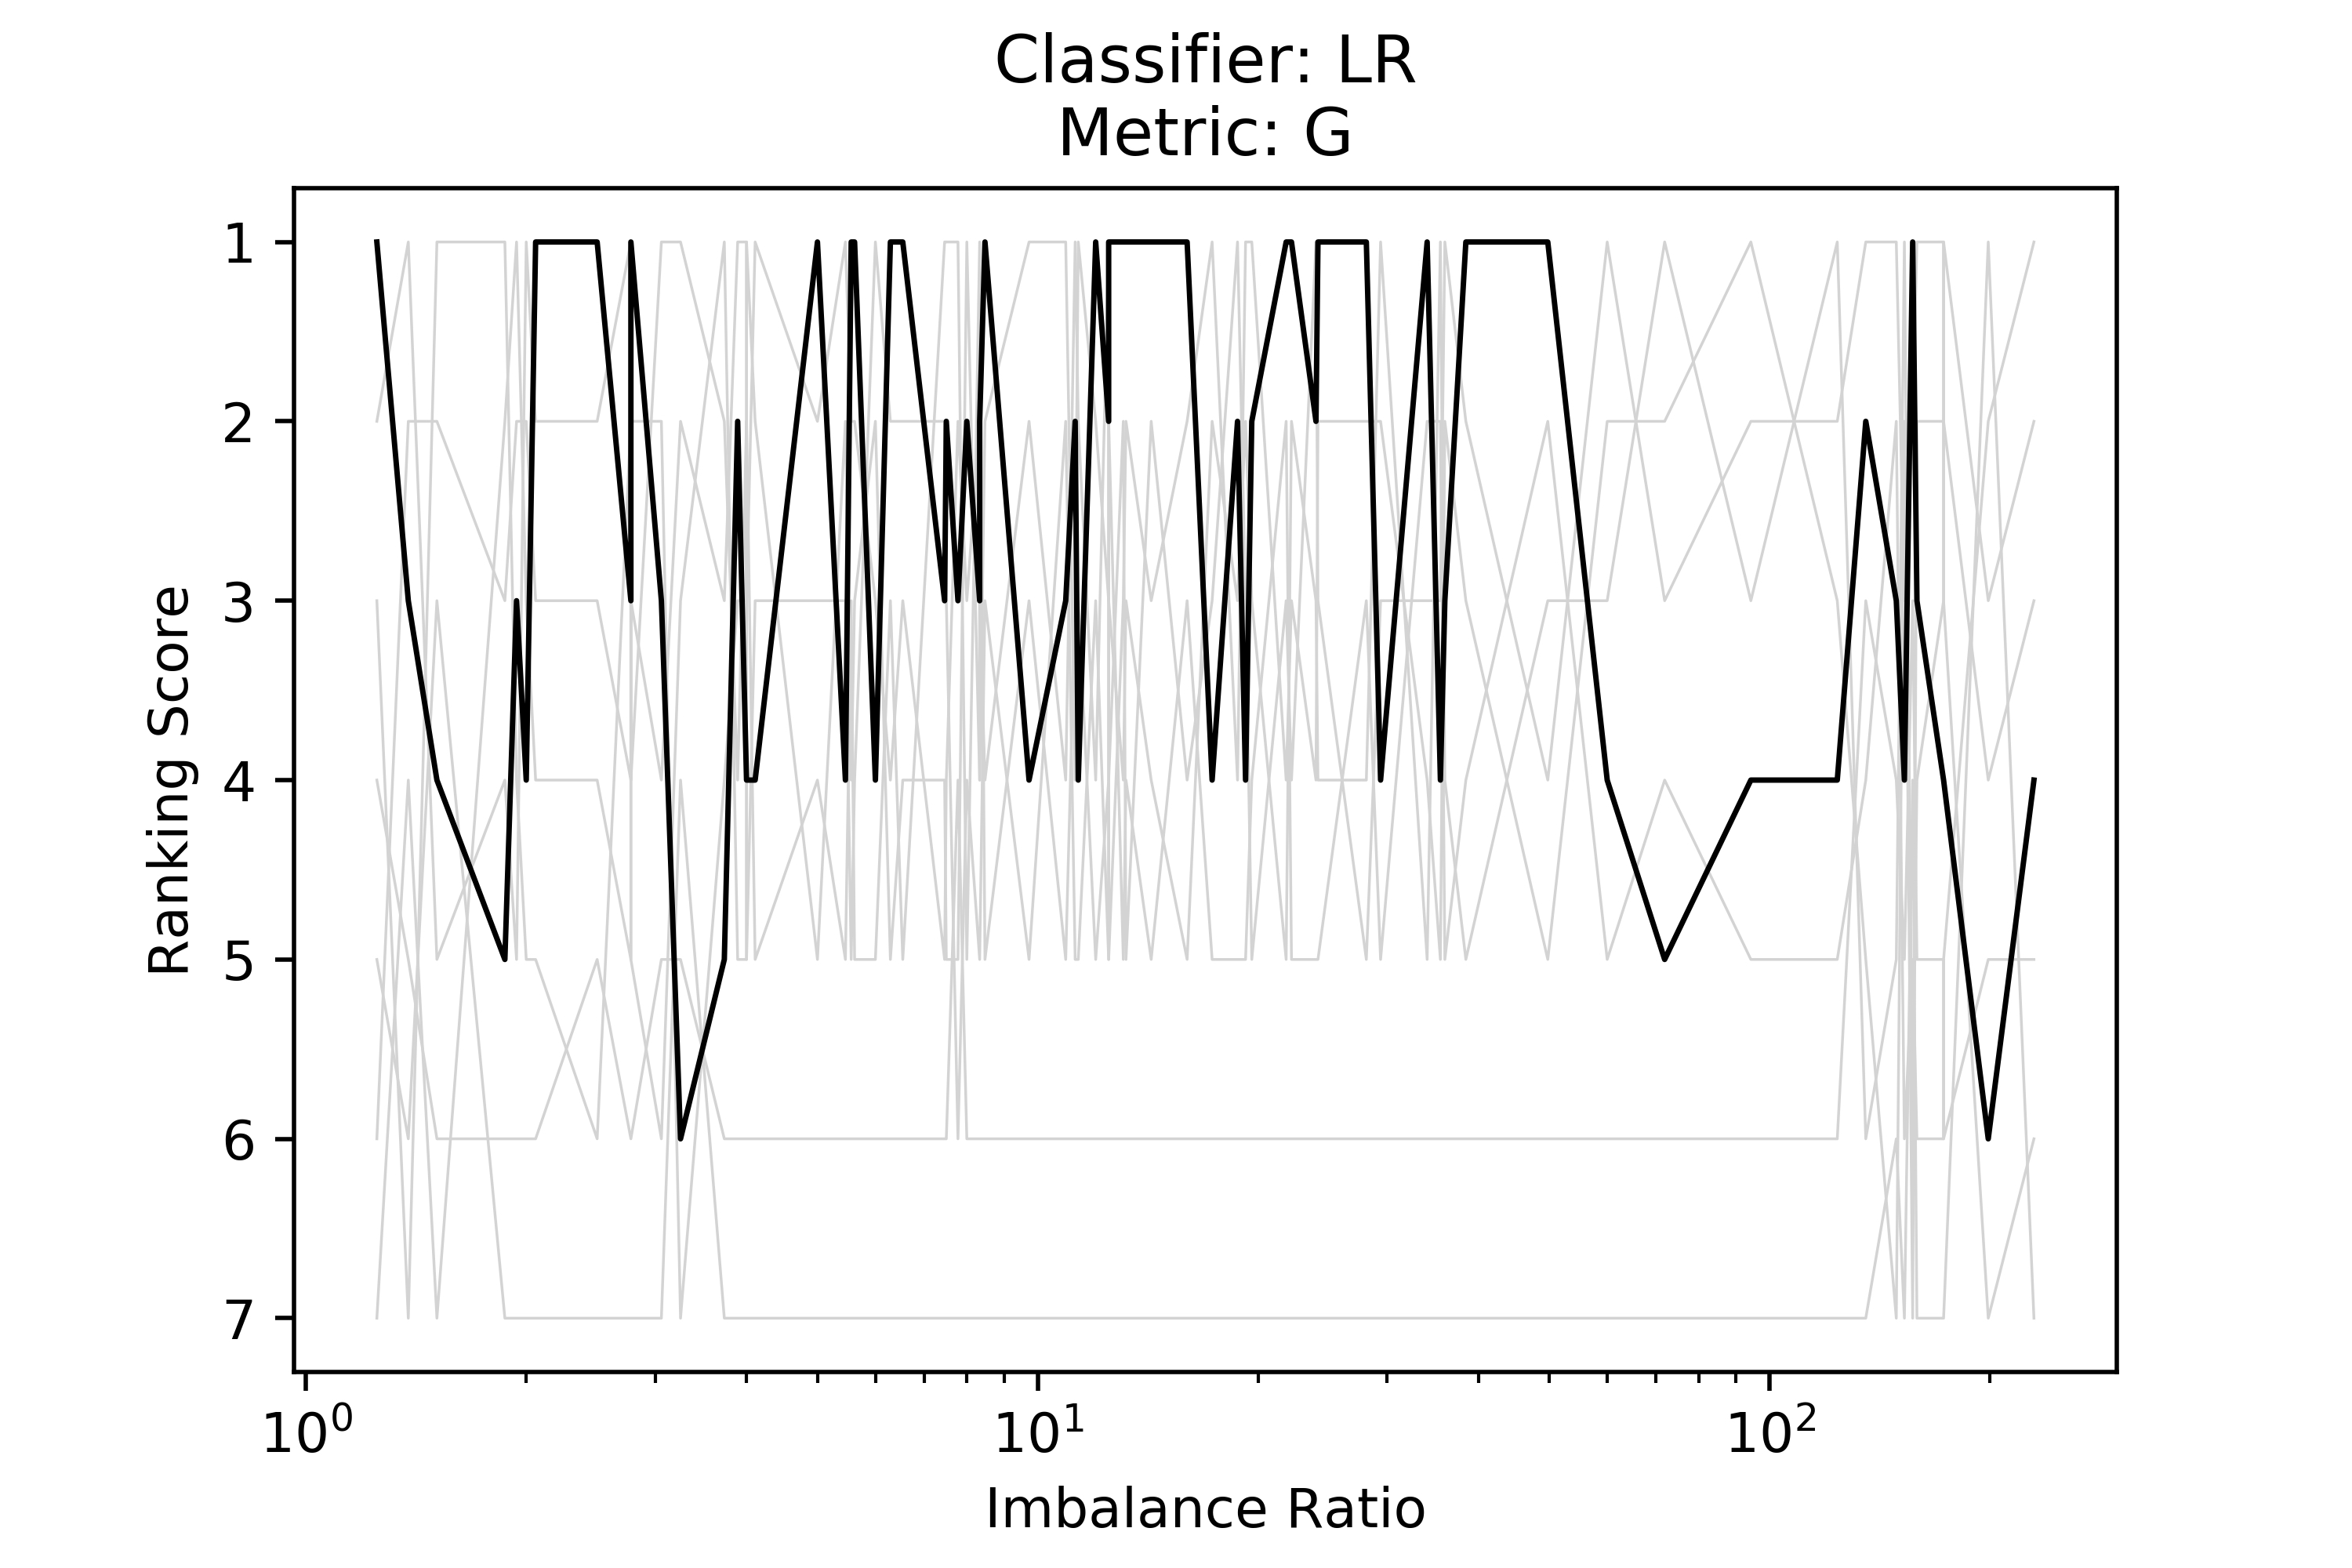 Classifier: LR
Metric: G
Ranking Score
1
2
3
4
5
6
7
10⁰
10¹
10²
Imbalance Ratio